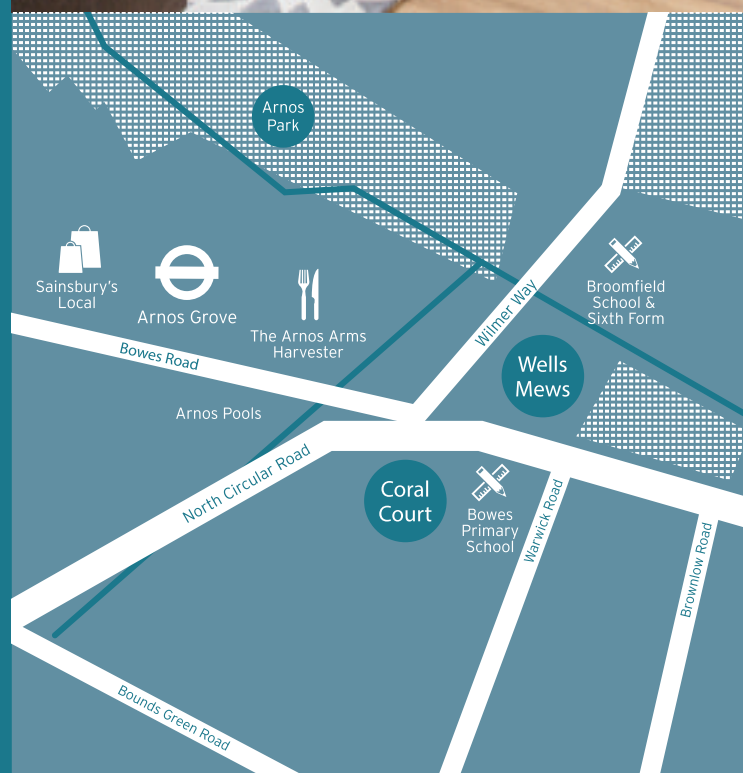 Arnos
Park
Sainsbury's
Local
Arnos Grove
The Arnos Arms
Harvester
Wilmer Way
Broomfield
School &
Sixth Form
Bowes Road
Wells
Mews
Arnos Pools
North Circular Road
Coral
Court
Bowes
Primary
School
Warwick Road
Brownlow Road
Bounds Green Road